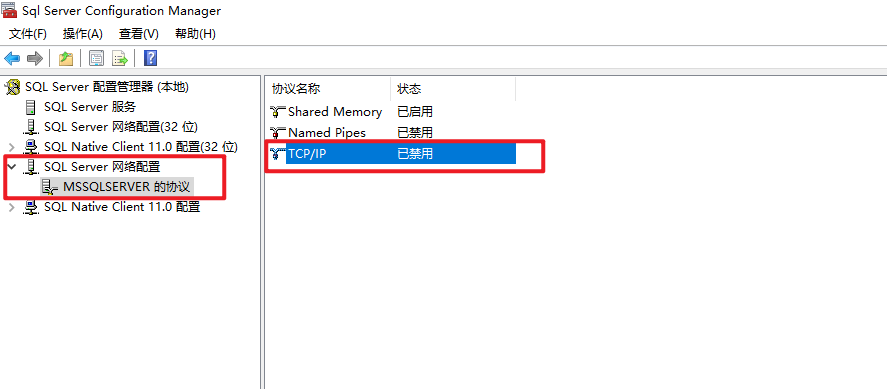 Sql Server Configuration Manager
文件(F) 操作(A) 查看(V) 帮助(H)
SQL Server 配置管理器 (本地)
SQL Server 服务
SQL Server 网络配置(32 位)
SQL Native Client 11.0 配置(32 位)
SQL Server 网络配置
MSSQLSERVER 的协议
SQL Native Client 11.0 配置
协议名称 状态
Shared Memory 已启用
Named Pipes 已禁用
TCP/IP 已禁用